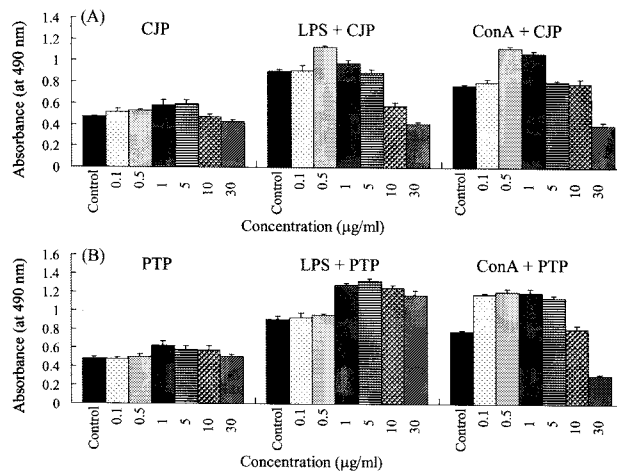 (A)
CJP
LPS + CJP
ConA + CJP
Absorbance (at 490 nm)
1.4
1.2
1
0.8
0.6
0.4
0.2
0
Control 0.1 0.5 1 5 10 30 Control 0.1 0.5 1 5 10 30 Control 0.1 0.5 1 5 10 30
Concentration (μg/ml)
(B)
PTP
LPS + PTP
ConA + PTP
Absorbance (at 490 nm)
1.6
1.4
1.2
1
0.8
0.6
0.4
0.2
0
Control 0.1 0.5 1 5 10 30 Control 0.1 0.5 1 5 10 30 Control 0.1 0.5 1 5 10 30
Concentration (μg/ml)